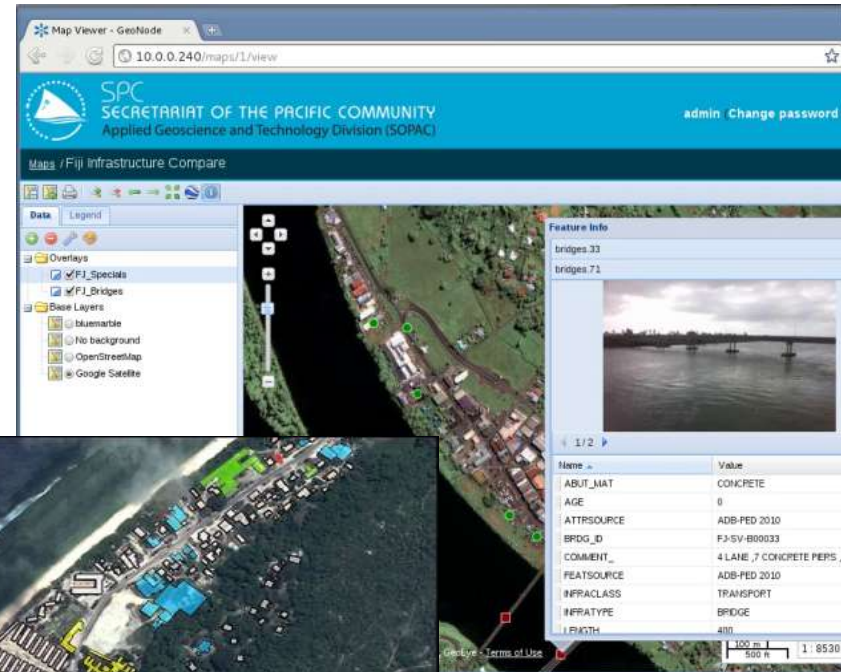 Map Viewer - GeoNode
10.0.0.240/maps/1/view
SPC
SECRETARIAT OF THE PACIFIC COMMUNITY
Applied Geoscience and Technology Division (SOPAC)
admin Change password
Maps / Fiji Infrastructure Compare
Data Legend
Overlays
FJ_Specials
FJ_Bridges
Base Layers
bluemarble
No background
OpenStreetMap
Google Satellite
Feature Info
bridges.33
bridges.71
1/2
Name Value
ABUT_MAT CONCRETE
AGE 0
ATTRSOURCE ADB-PED 2010
BRDG_ID FJ-SV-B00033
COMMENT_ 4 LANE ,7 CONCRETE PIERS ,
FEATSOURCE ADB-PED 2010
INFRACLASS TRANSPORT
INFRATYPE BRIDGE
LENGTH 400
GeoEye - Terms of Use
100 m
500 ft
1 : 8530